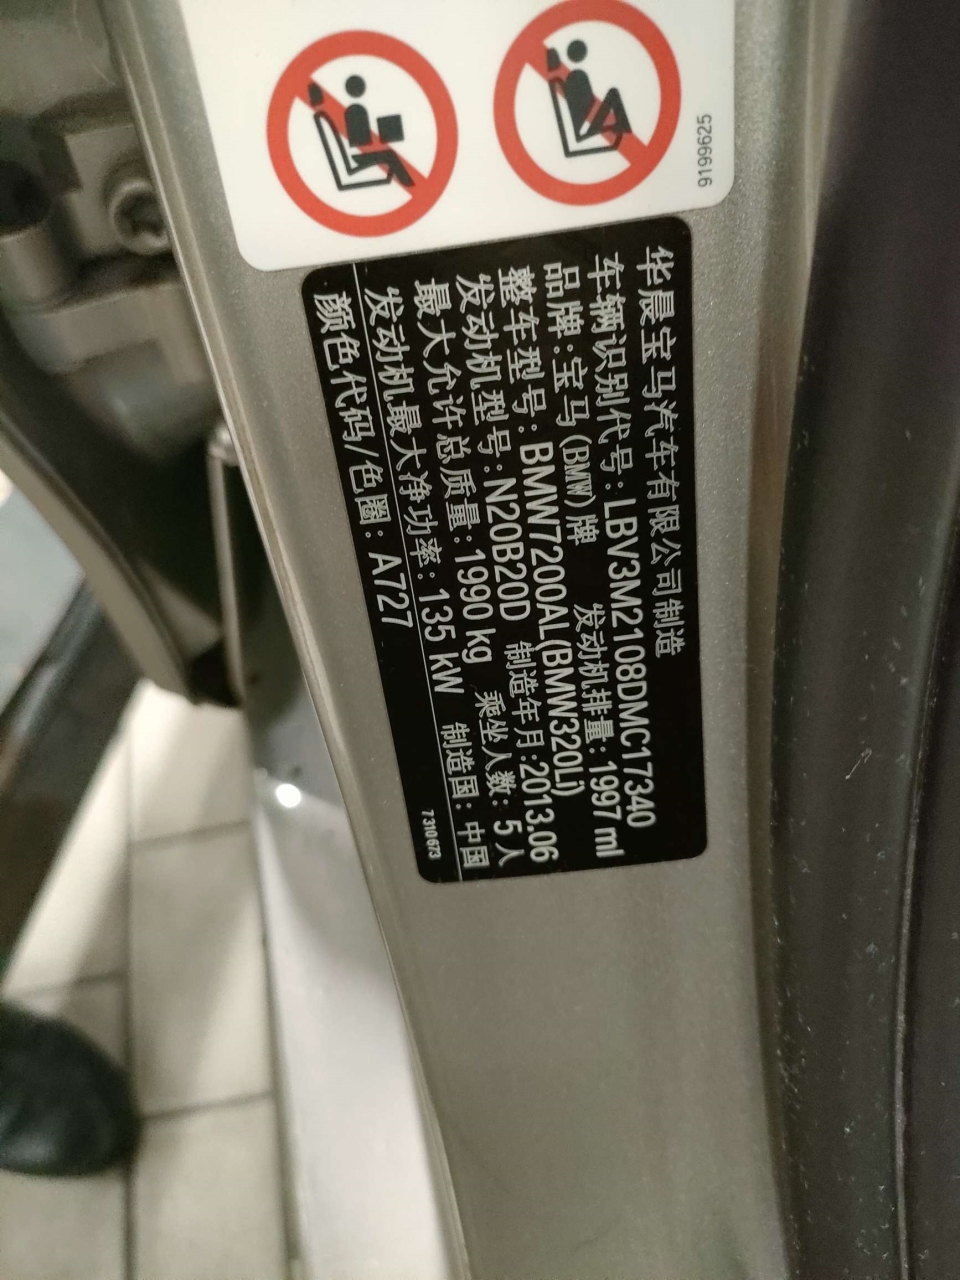 9199625
华晨宝马汽车有限公司制造
车辆识别代号: LBV3M2108DMC17340
品牌:宝马(BMW)牌 发动机排量: 1997 ml
整车型号: BMW7200AL(BMW320Li)
发动机型号: N20B20D 制造年月:2013.06
最大允许总质量: 1990 kg 乘坐人数: 5人
发动机最大净功率: 135 kW 制造国: 中国
颜色代码/色圈: A727
7310673